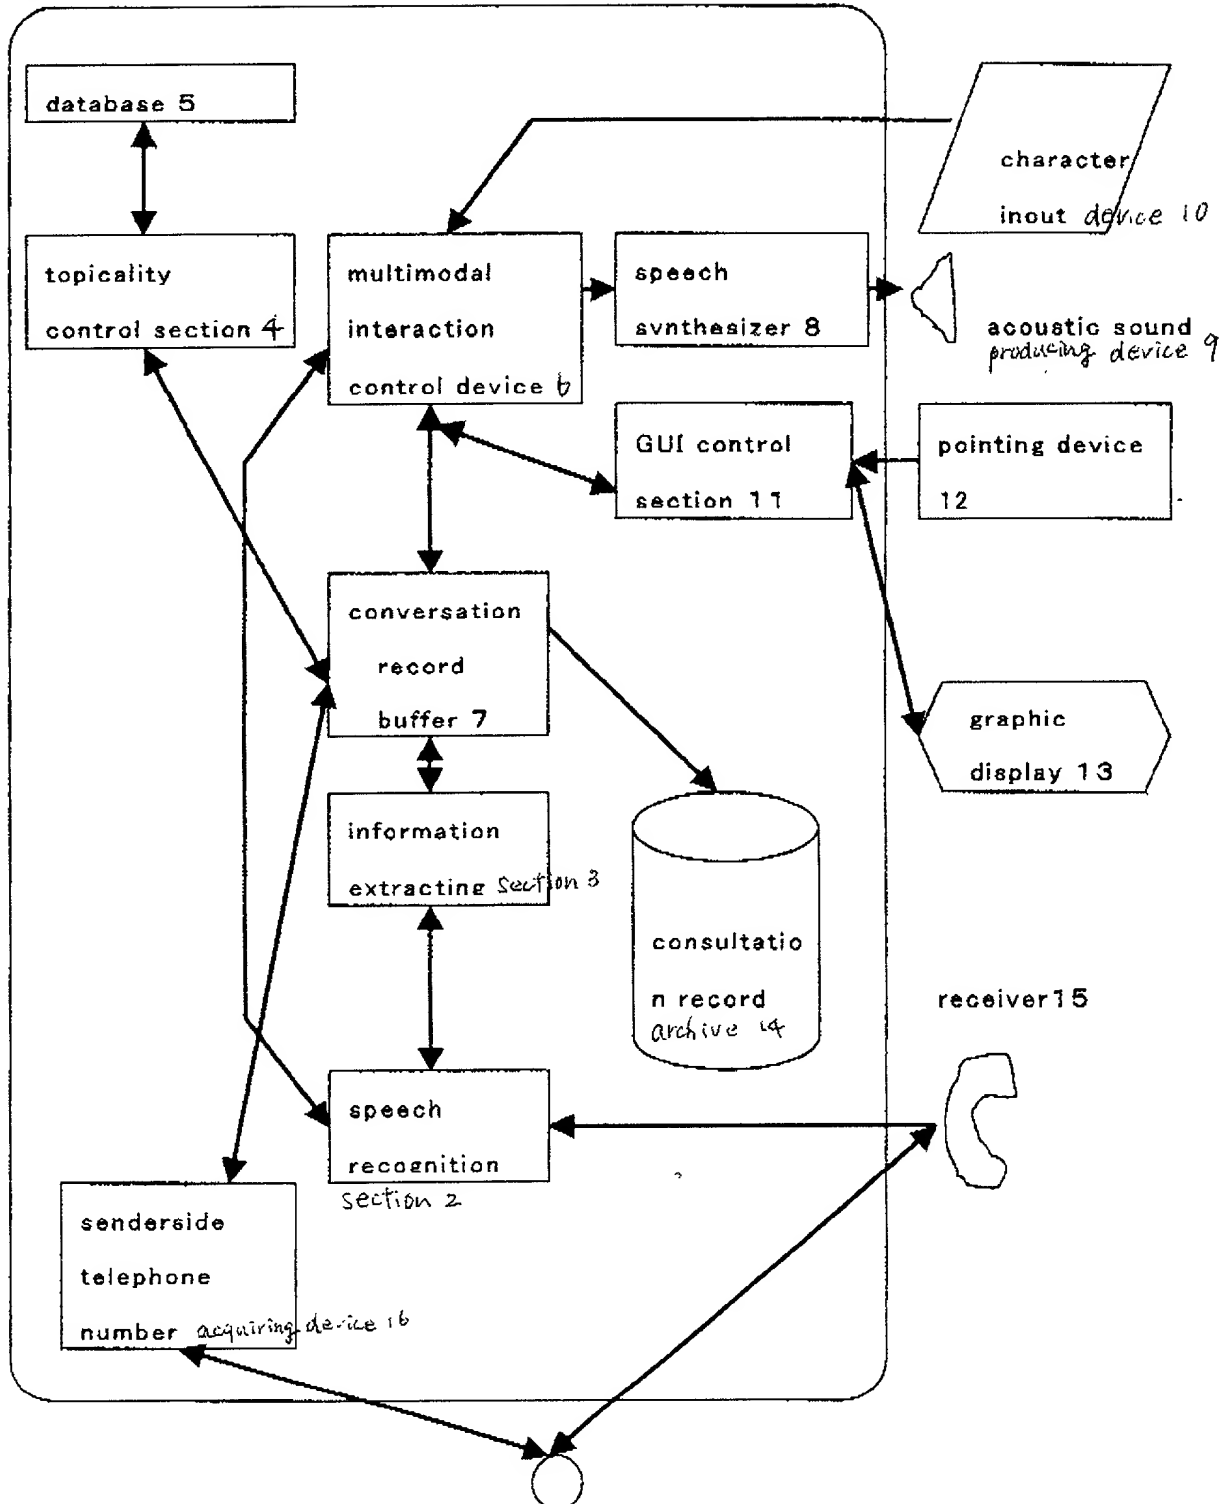 database 5
character
inout device 10
topicality
control section 4
multimodal
interaction
control device 6
speech
svnthesizer 8
acoustic sound
producing device 9
GUI control
section 11
pointing device
12
conversation
record
buffer 7
graphic
display 13
information
extracting section 3
consultatio
n record
archive 14
receiver15
speech
recognition
section 2
senderside
telephone
number acquiring device 16